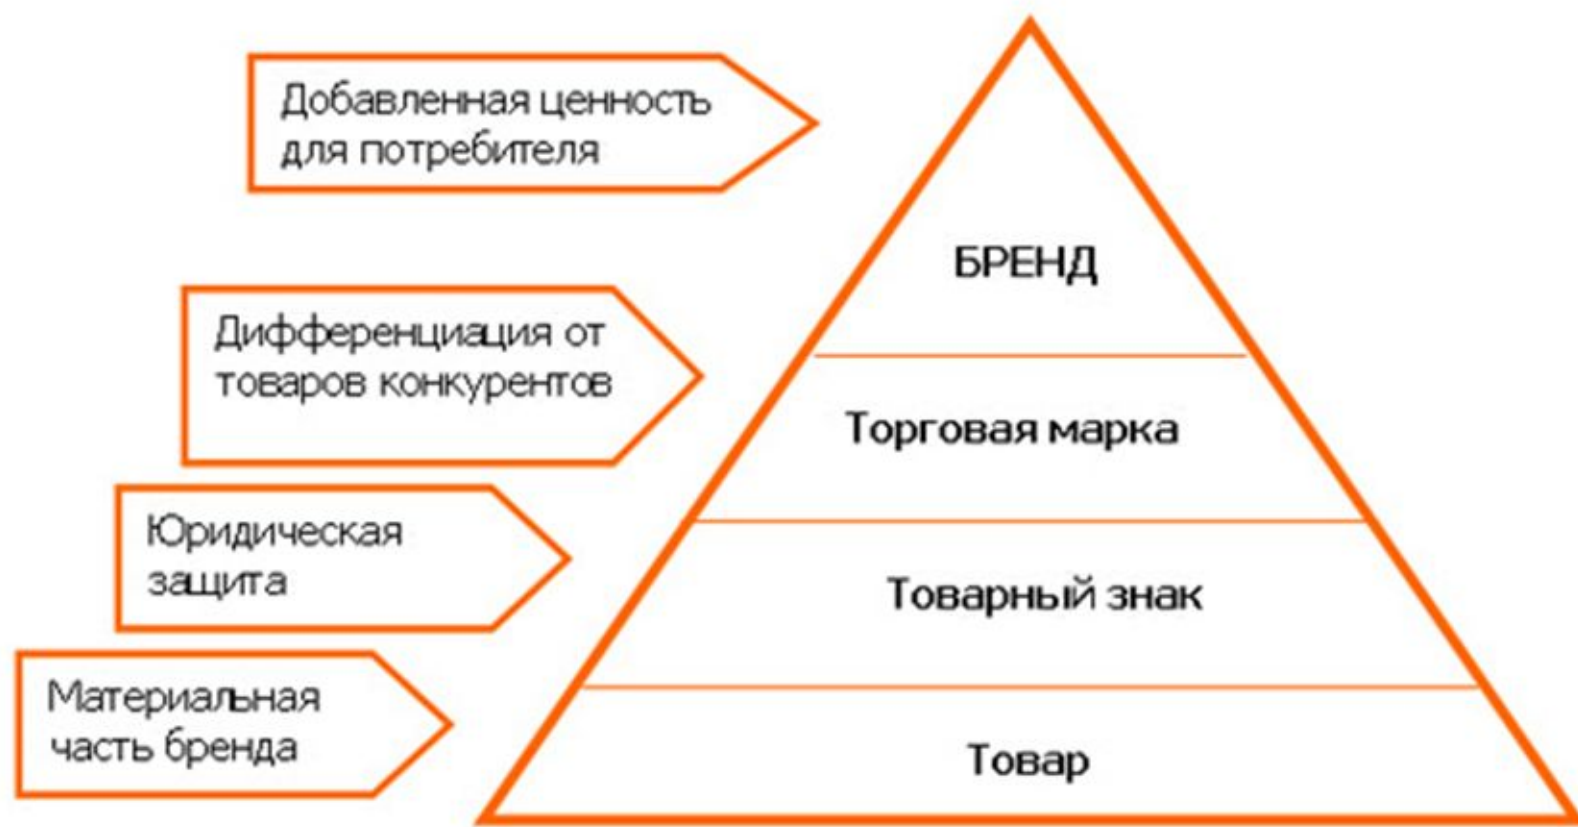 Добавленная ценность
для потребителя
БРЕНД
Дифференциация от
товаров конкурентов
Торговая марка
Юридическая
защита
Товарный знак
Материальная
часть бренда
Товар